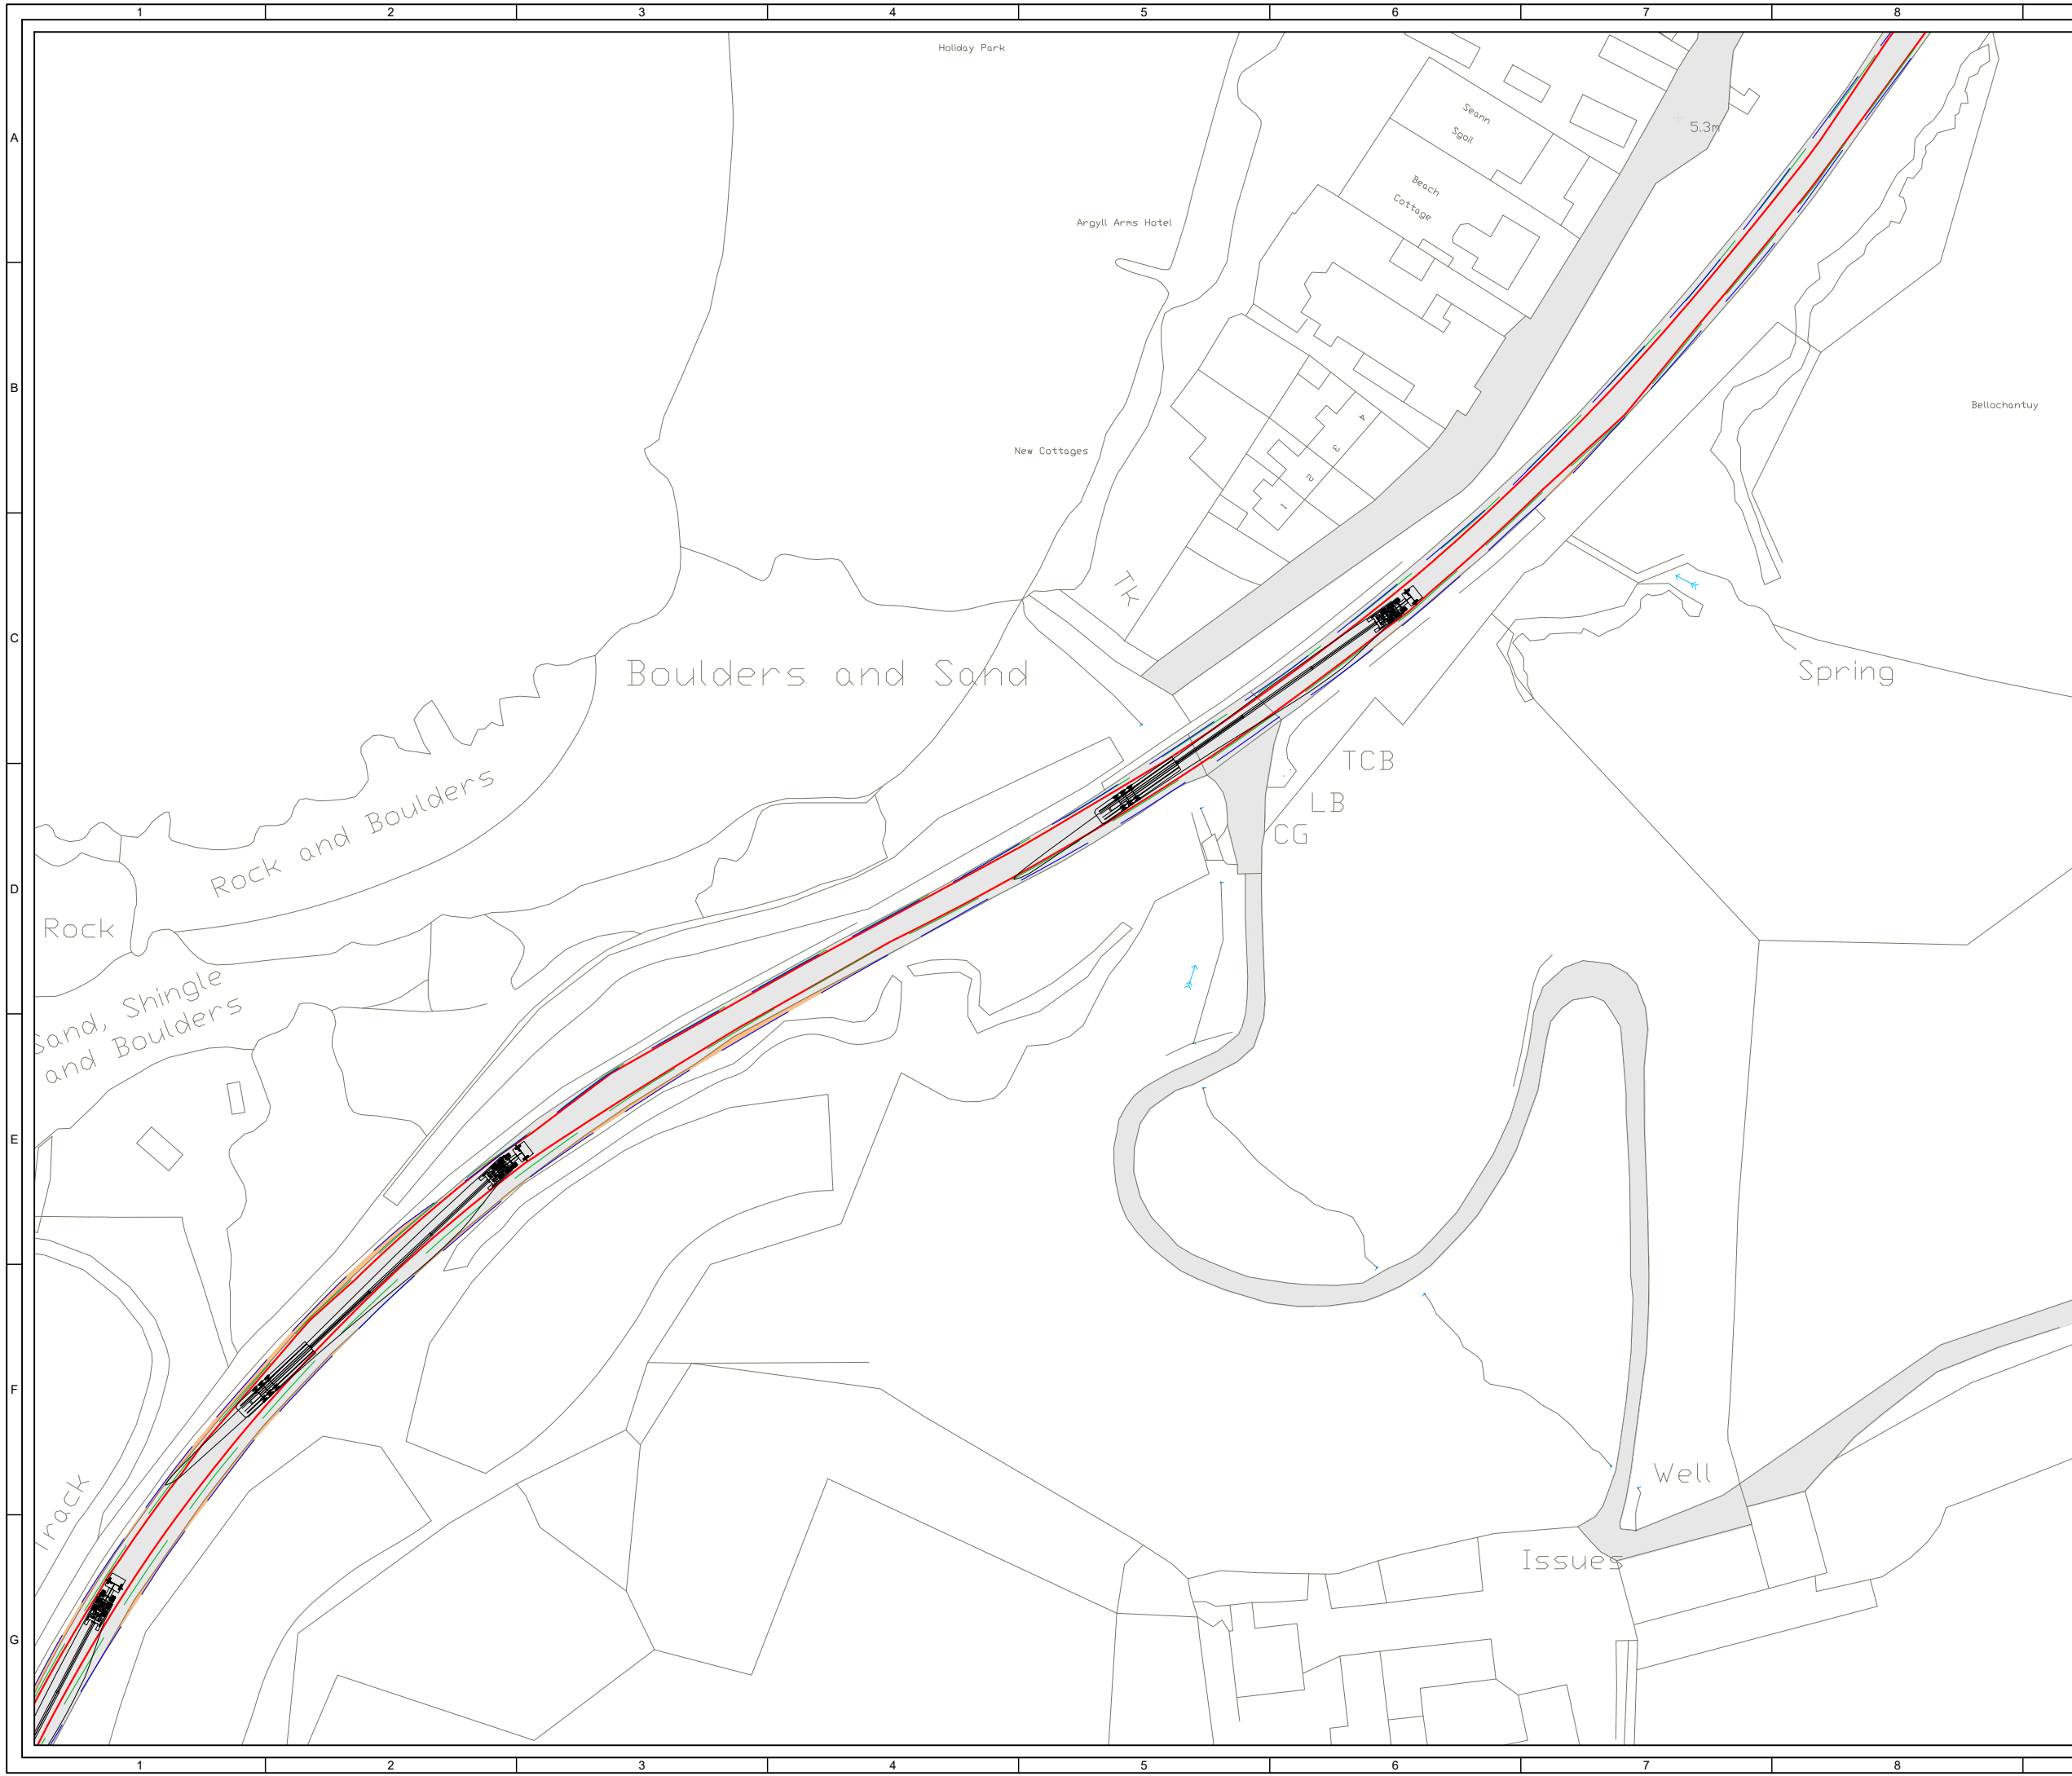 1 2 3 4 5 6 7 8
Holiday Park
A
Seann
Sgoil
5.3m
Beach
Cottage
Argyll Arms Hotel
B
Bellochantuy
4
New Cottages
3
2
1
Tk
C
Boulders and Sand
Spring
TCB
LB
CG
Rock and Boulders
D
Rock
Sand, Shingle
and Boulders
E
F
Well
Track
Issues
G
1 2 3 4 5 6 7 8